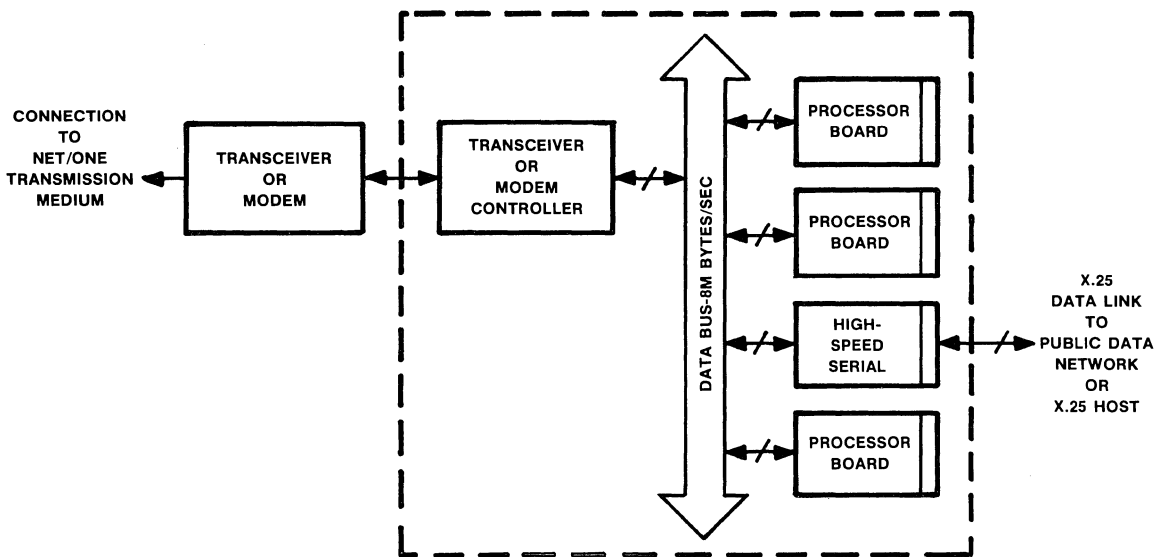 CONNECTION
TO
NET/ONE
TRANSMISSION
MEDIUM
TRANSCEIVER
OR
MODEM
TRANSCEIVER
OR
MODEM
CONTROLLER
DATA BUS-8M BYTES/SEC
PROCESSOR
BOARD
PROCESSOR
BOARD
HIGH-
SPEED
SERIAL
PROCESSOR
BOARD
X.25
DATA LINK
TO
PUBLIC DATA
NETWORK
OR
X.25 HOST